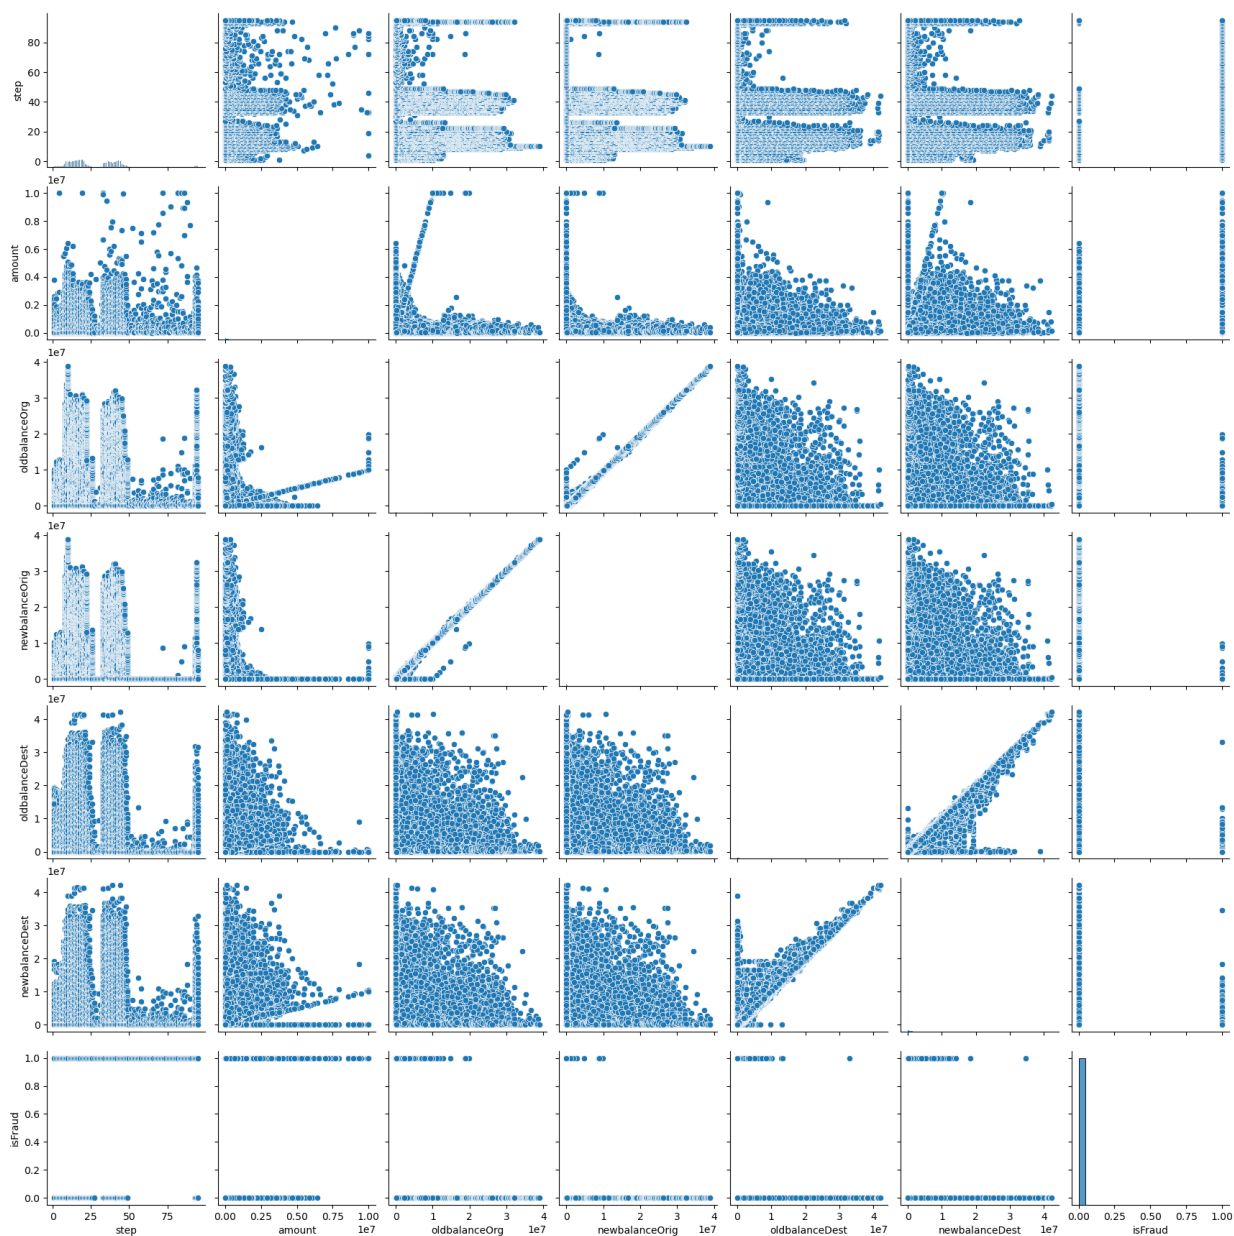 80
60
40
20
0
step
1e7
1.0
0.8
0.6
0.4
0.2
0.0
amount
1e7
4
3
2
1
0
oldbalanceOrg
1e7
4
3
2
1
0
newbalanceOrig
1e7
4
3
2
1
0
oldbalanceDest
1e7
4
3
2
1
0
newbalanceDest
1.0
0.8
0.6
0.4
0.2
0.0
isFraud
0 25 50 75
step
0.00 0.25 0.50 0.75 1.00
amount 1e7
0 1 2 3 4
oldbalanceOrg 1e7
0 1 2 3 4
newbalanceOrig 1e7
0 1 2 3 4
oldbalanceDest 1e7
0 1 2 3 4
newbalanceDest 1e7
0.00 0.25 0.50 0.75 1.00
isFraud